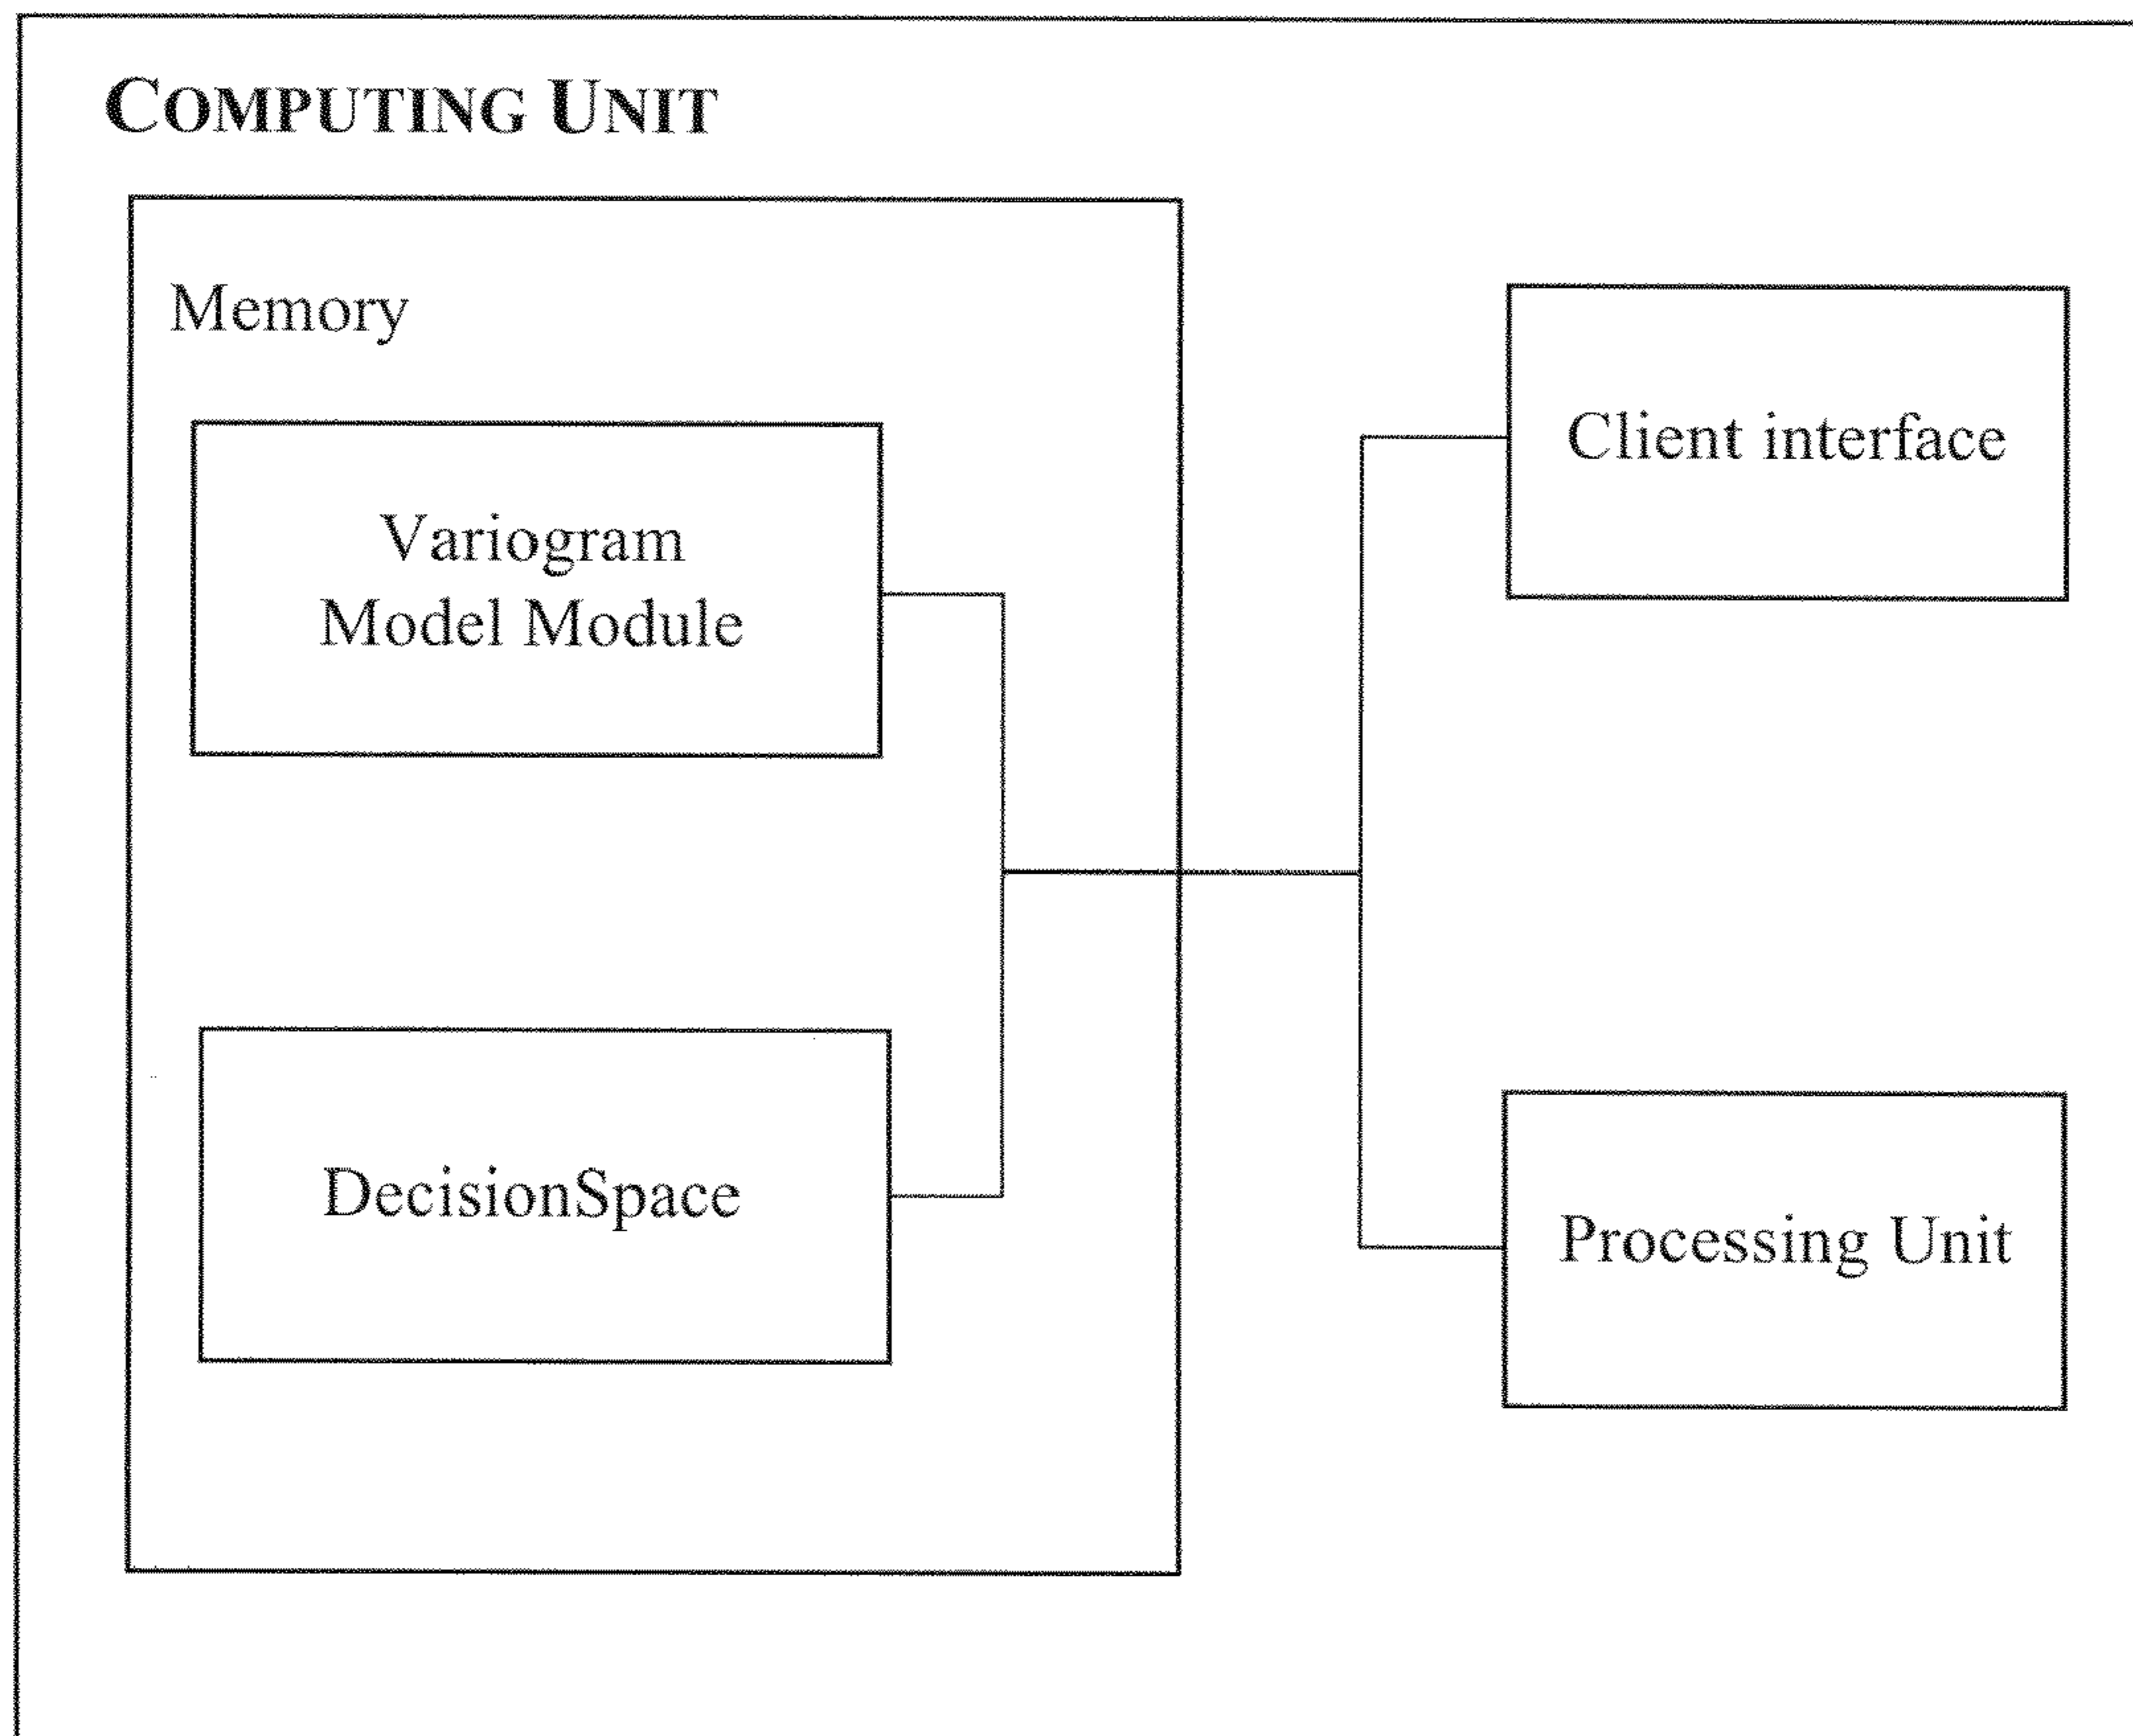 COMPUTING UNIT
Memory
Variogram
Model Module
DecisionSpace
Client interface
Processing Unit